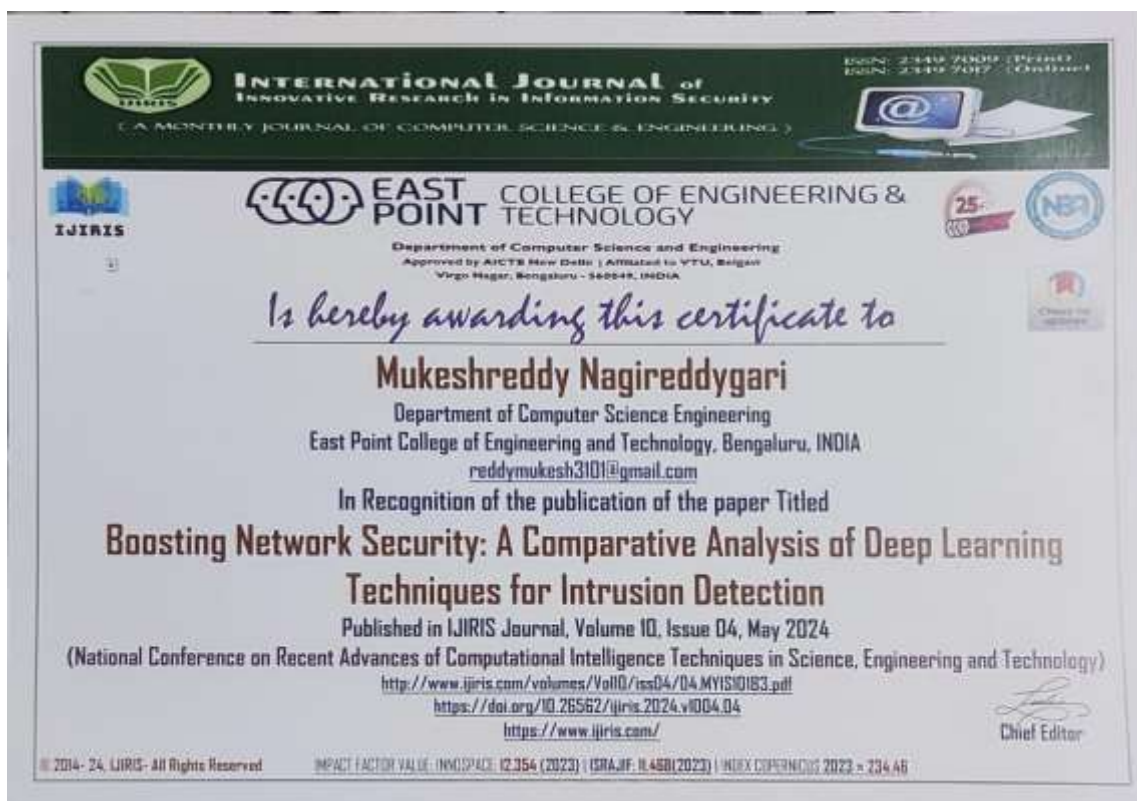 ISSN: 2349-7009 (Print)
ISSN: 2349-7017 (Online)
IJIRIS
INTERNATIONAL JOURNAL of
INNOVATIVE RESEARCH in INFORMATION SECURITY
( A MONTHLY JOURNAL OF COMPUTER SCIENCE & ENGINEERING )
@
IJIRIS
EAST POINT
COLLEGE OF ENGINEERING & TECHNOLOGY
25
NBA
Department of Computer Science and Engineering
Approved by AICTE New Delhi | Affiliated to VTU, Belgavi
Virgo Nagar, Bengaluru - 560049, INDIA
Check for updates
Is hereby awarding this certificate to
Mukeshreddy Nagireddygari
Department of Computer Science Engineering
East Point College of Engineering and Technology, Bengaluru, INDIA
reddymukesh3101@gmail.com
In Recognition of the publication of the paper Titled
Boosting Network Security: A Comparative Analysis of Deep Learning
Techniques for Intrusion Detection
Published in IJIRIS Journal, Volume 10, Issue 04, May 2024
(National Conference on Recent Advances of Computational Intelligence Techniques in Science, Engineering and Technology)
http://www.ijiris.com/volumes/Vol10/iss04/04.MYIS10183.pdf
https://doi.org/10.26562/ijiris.2024.v1004.04
https://www.ijiris.com/
Chief Editor
© 2014- 24, IJIRIS- All Rights Reserved
IMPACT FACTOR VALUE: INNOSPACE: 12.354 (2023) | ISRAJIF: 11.468(2023) | INDEX COPERNICUS 2023 = 234.46